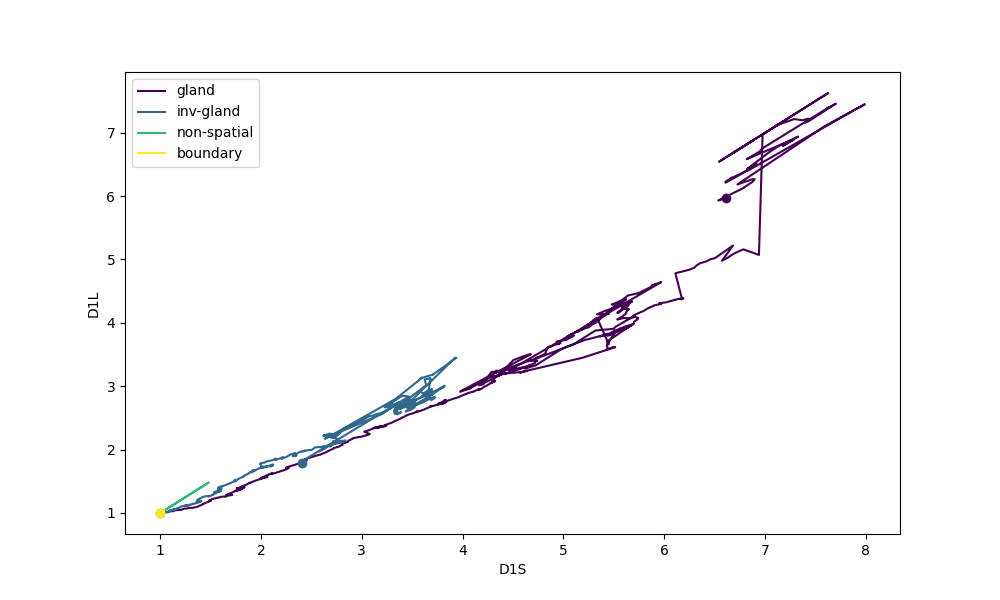 gland
inv-gland
non-spatial
boundary
7
6
5
4
3
2
1
D1L
1 2 3 4 5 6 7 8
D1S